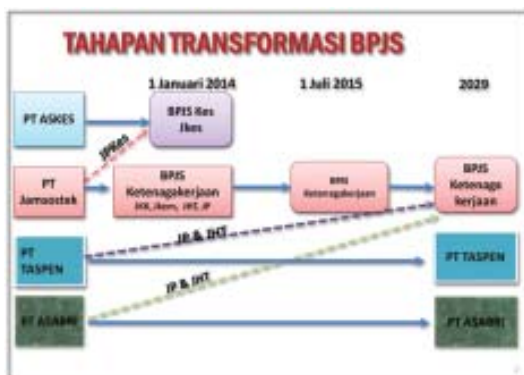 TAHAPAN TRANSFORMASI BPJS
1 Januari 2014
1 Juli 2015
2029
PT ASKES
BPJS Kes
Jkes
JPKes
PT
Jamsostek
BPJS
Ketenagakerjaan
JKK, Jkem, JHT, JP
BPJS
Ketenagakerjaan
BPJS
Ketenaga
kerjaan
JP & JHT
PT
TASPEN
PT TASPEN
JP & JHT
PT ASABRI
PT ASABRI